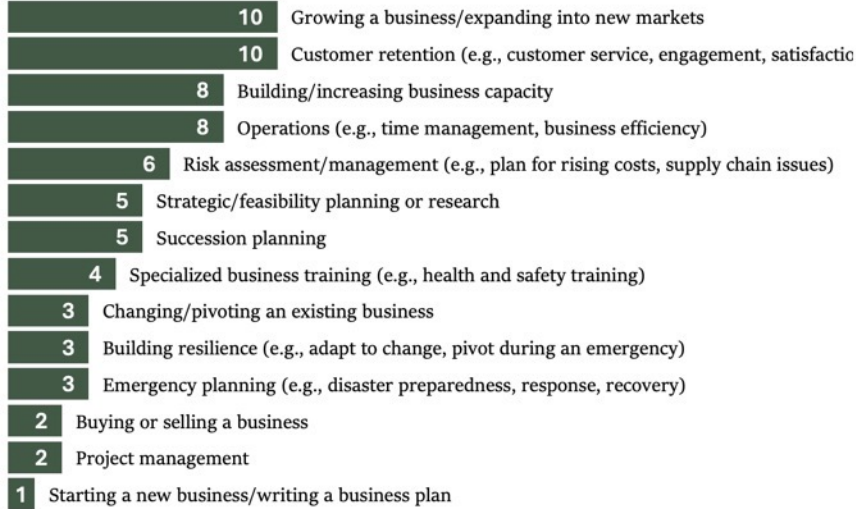 10 Growing a business/expanding into new markets
10 Customer retention (e.g., customer service, engagement, satisfactio
8 Building/increasing business capacity
8 Operations (e.g., time management, business efficiency)
6 Risk assessment/management (e.g., plan for rising costs, supply chain issues)
5 Strategic/feasibility planning or research
5 Succession planning
4 Specialized business training (e.g., health and safety training)
3 Changing/pivoting an existing business
3 Building resilience (e.g., adapt to change, pivot during an emergency)
3 Emergency planning (e.g., disaster preparedness, response, recovery)
2 Buying or selling a business
2 Project management
1 Starting a new business/writing a business plan